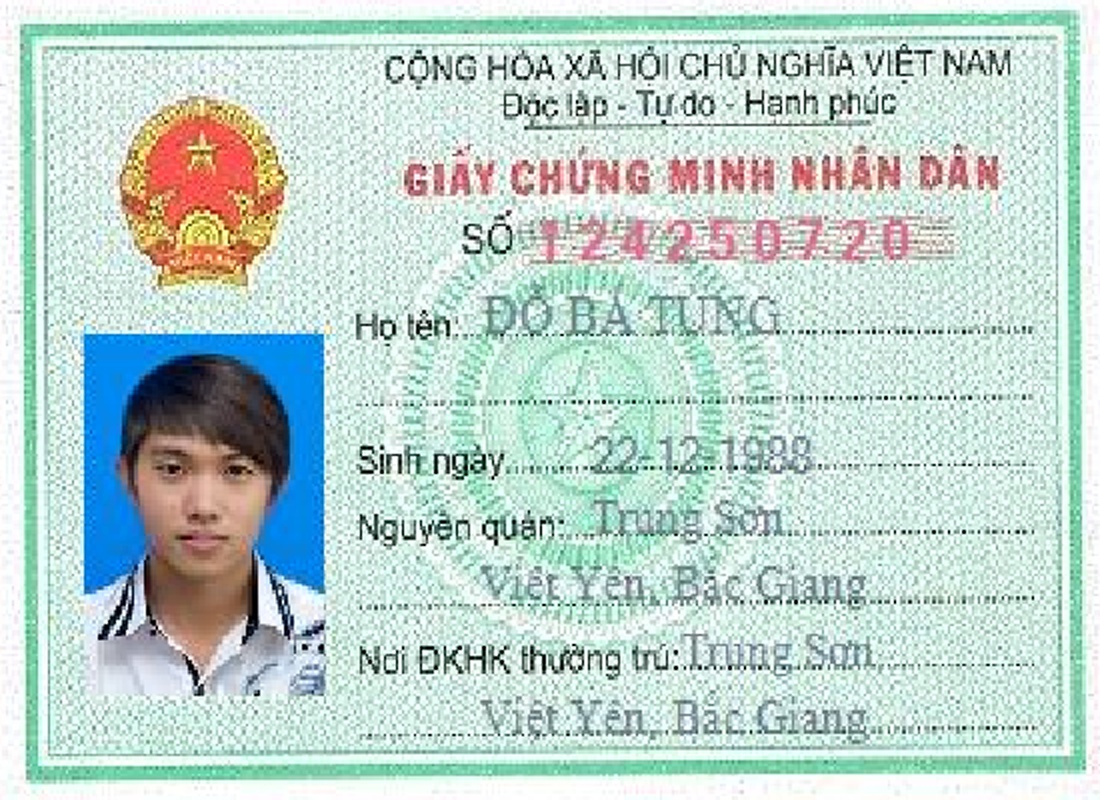 CỘNG HÒA XÃ HỘI CHỦ NGHĨA VIỆT NAM
Độc lập - Tự do - Hạnh phúc
GIẤY CHỨNG MINH NHÂN DÂN
SỐ 124250720
Họ tên: ĐỖ BÁ TÙNG
Sinh ngày 22-12-1988
Nguyên quán: Trung Sơn
Việt Yên, Bắc Giang
Nơi ĐKHK thường trú: Trung Sơn
Việt Yên, Bắc Giang